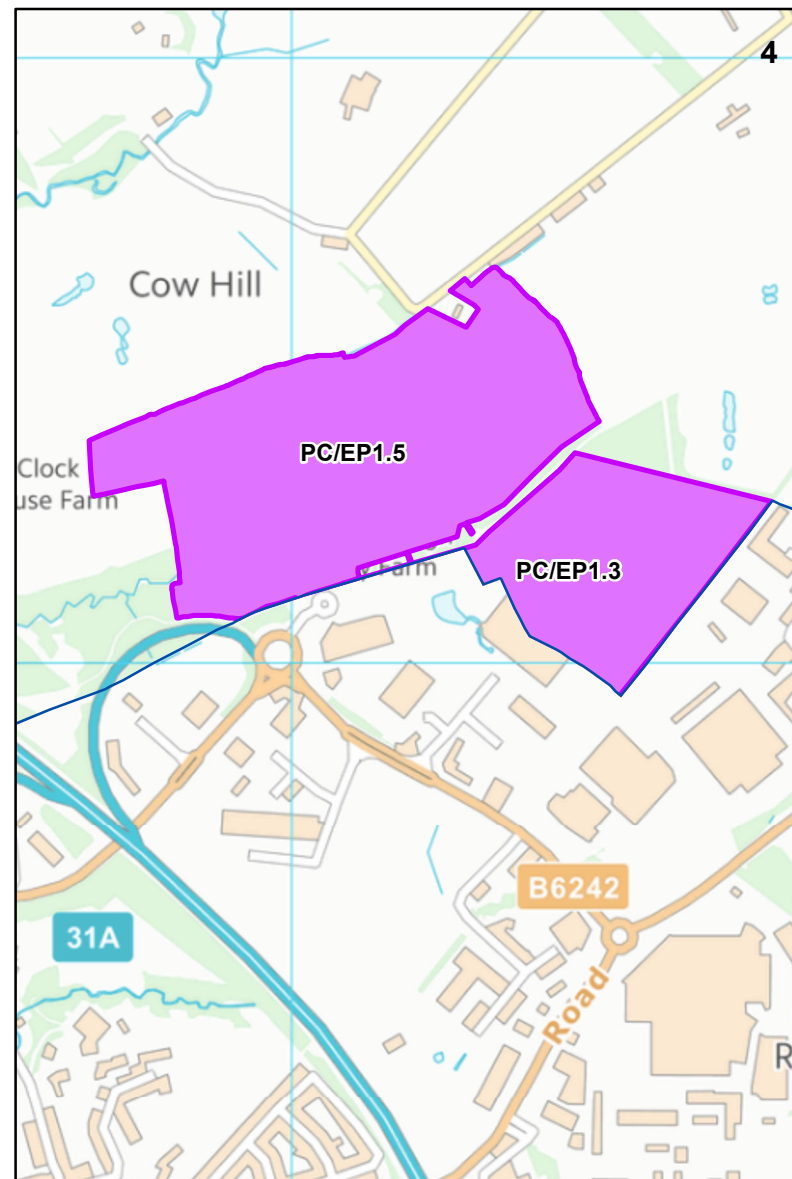 4
Cow Hill
PC/EP1.5
Clock
use Farm
Farm
PC/EP1.3
B6242
31A
Road
R